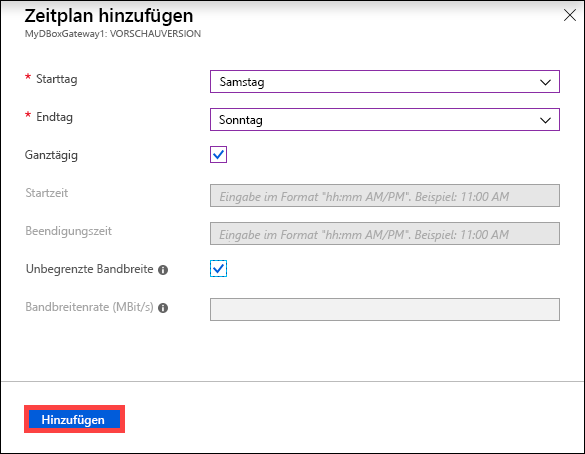 Zeitplan hinzufügen
MyDBoxGateway1: VORSCHAUVERSION
* Starttag
Samstag
* Endtag
Sonntag
Ganztägig
Startzeit
Eingabe im Format "hh:mm AM/PM". Beispiel: 11:00 AM
Beendigungszeit
Eingabe im Format "hh:mm AM/PM". Beispiel: 11:00 AM
Unbegrenzte Bandbreite
Bandbreitenrate (MBit/s)
Hinzufügen